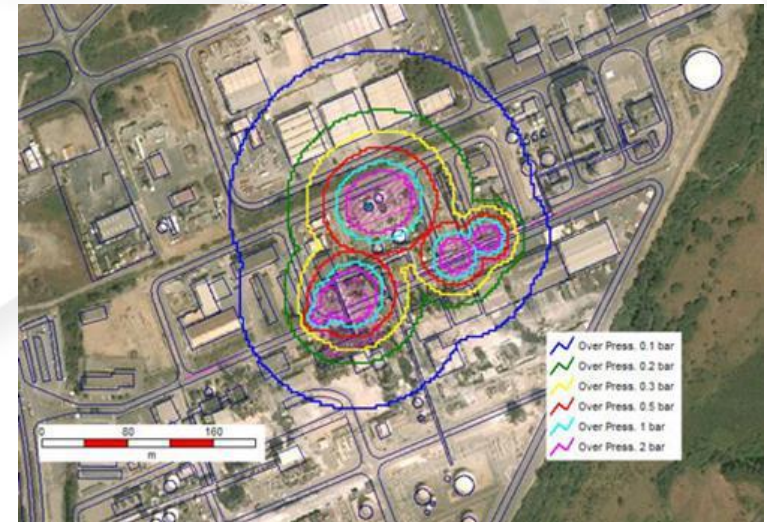 Over Press. 0.1 bar
Over Press. 0.2 bar
Over Press. 0.3 bar
Over Press. 0.5 bar
Over Press. 1 bar
Over Press. 2 bar
0 80 160
m